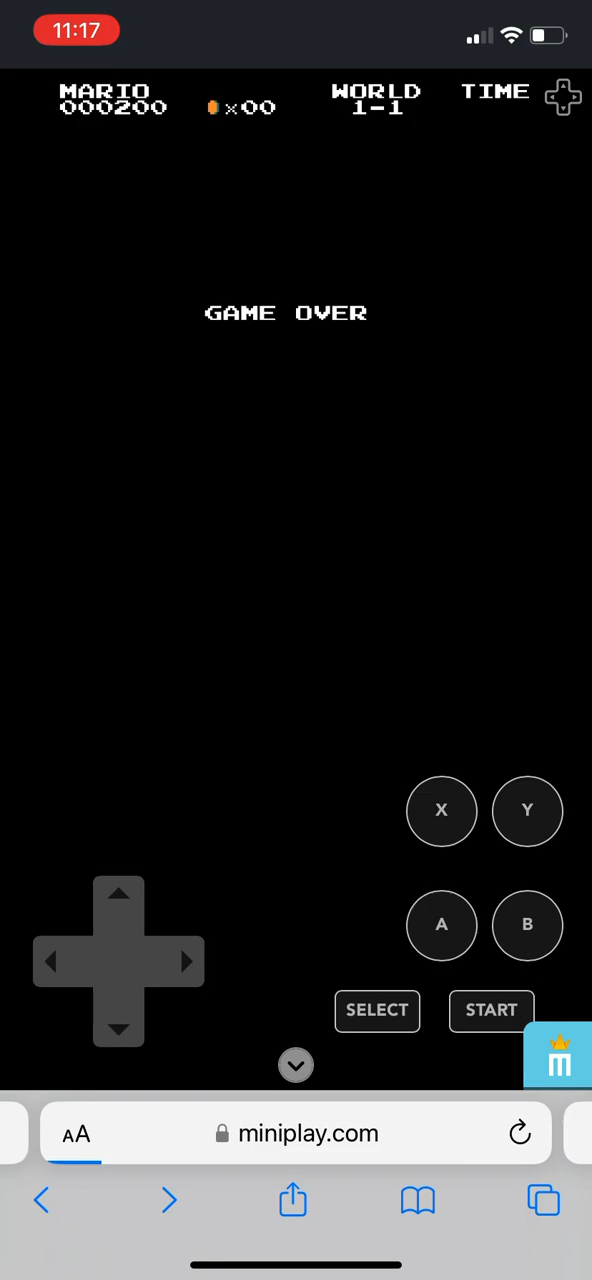 11:17
MARIO WORLD TIME
000200 x00 1-1
GAME OVER
X Y
A B
SELECT START
m
AA miniplay.com